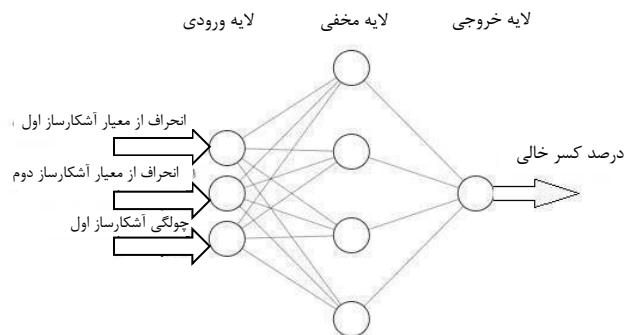 لایه ورودی
لایه مخفی
لایه خروجی
انحراف از معیار آشکارساز اول
انحراف از معیار آشکارساز دوم
چولگی آشکارساز اول
درصد کسر خالی